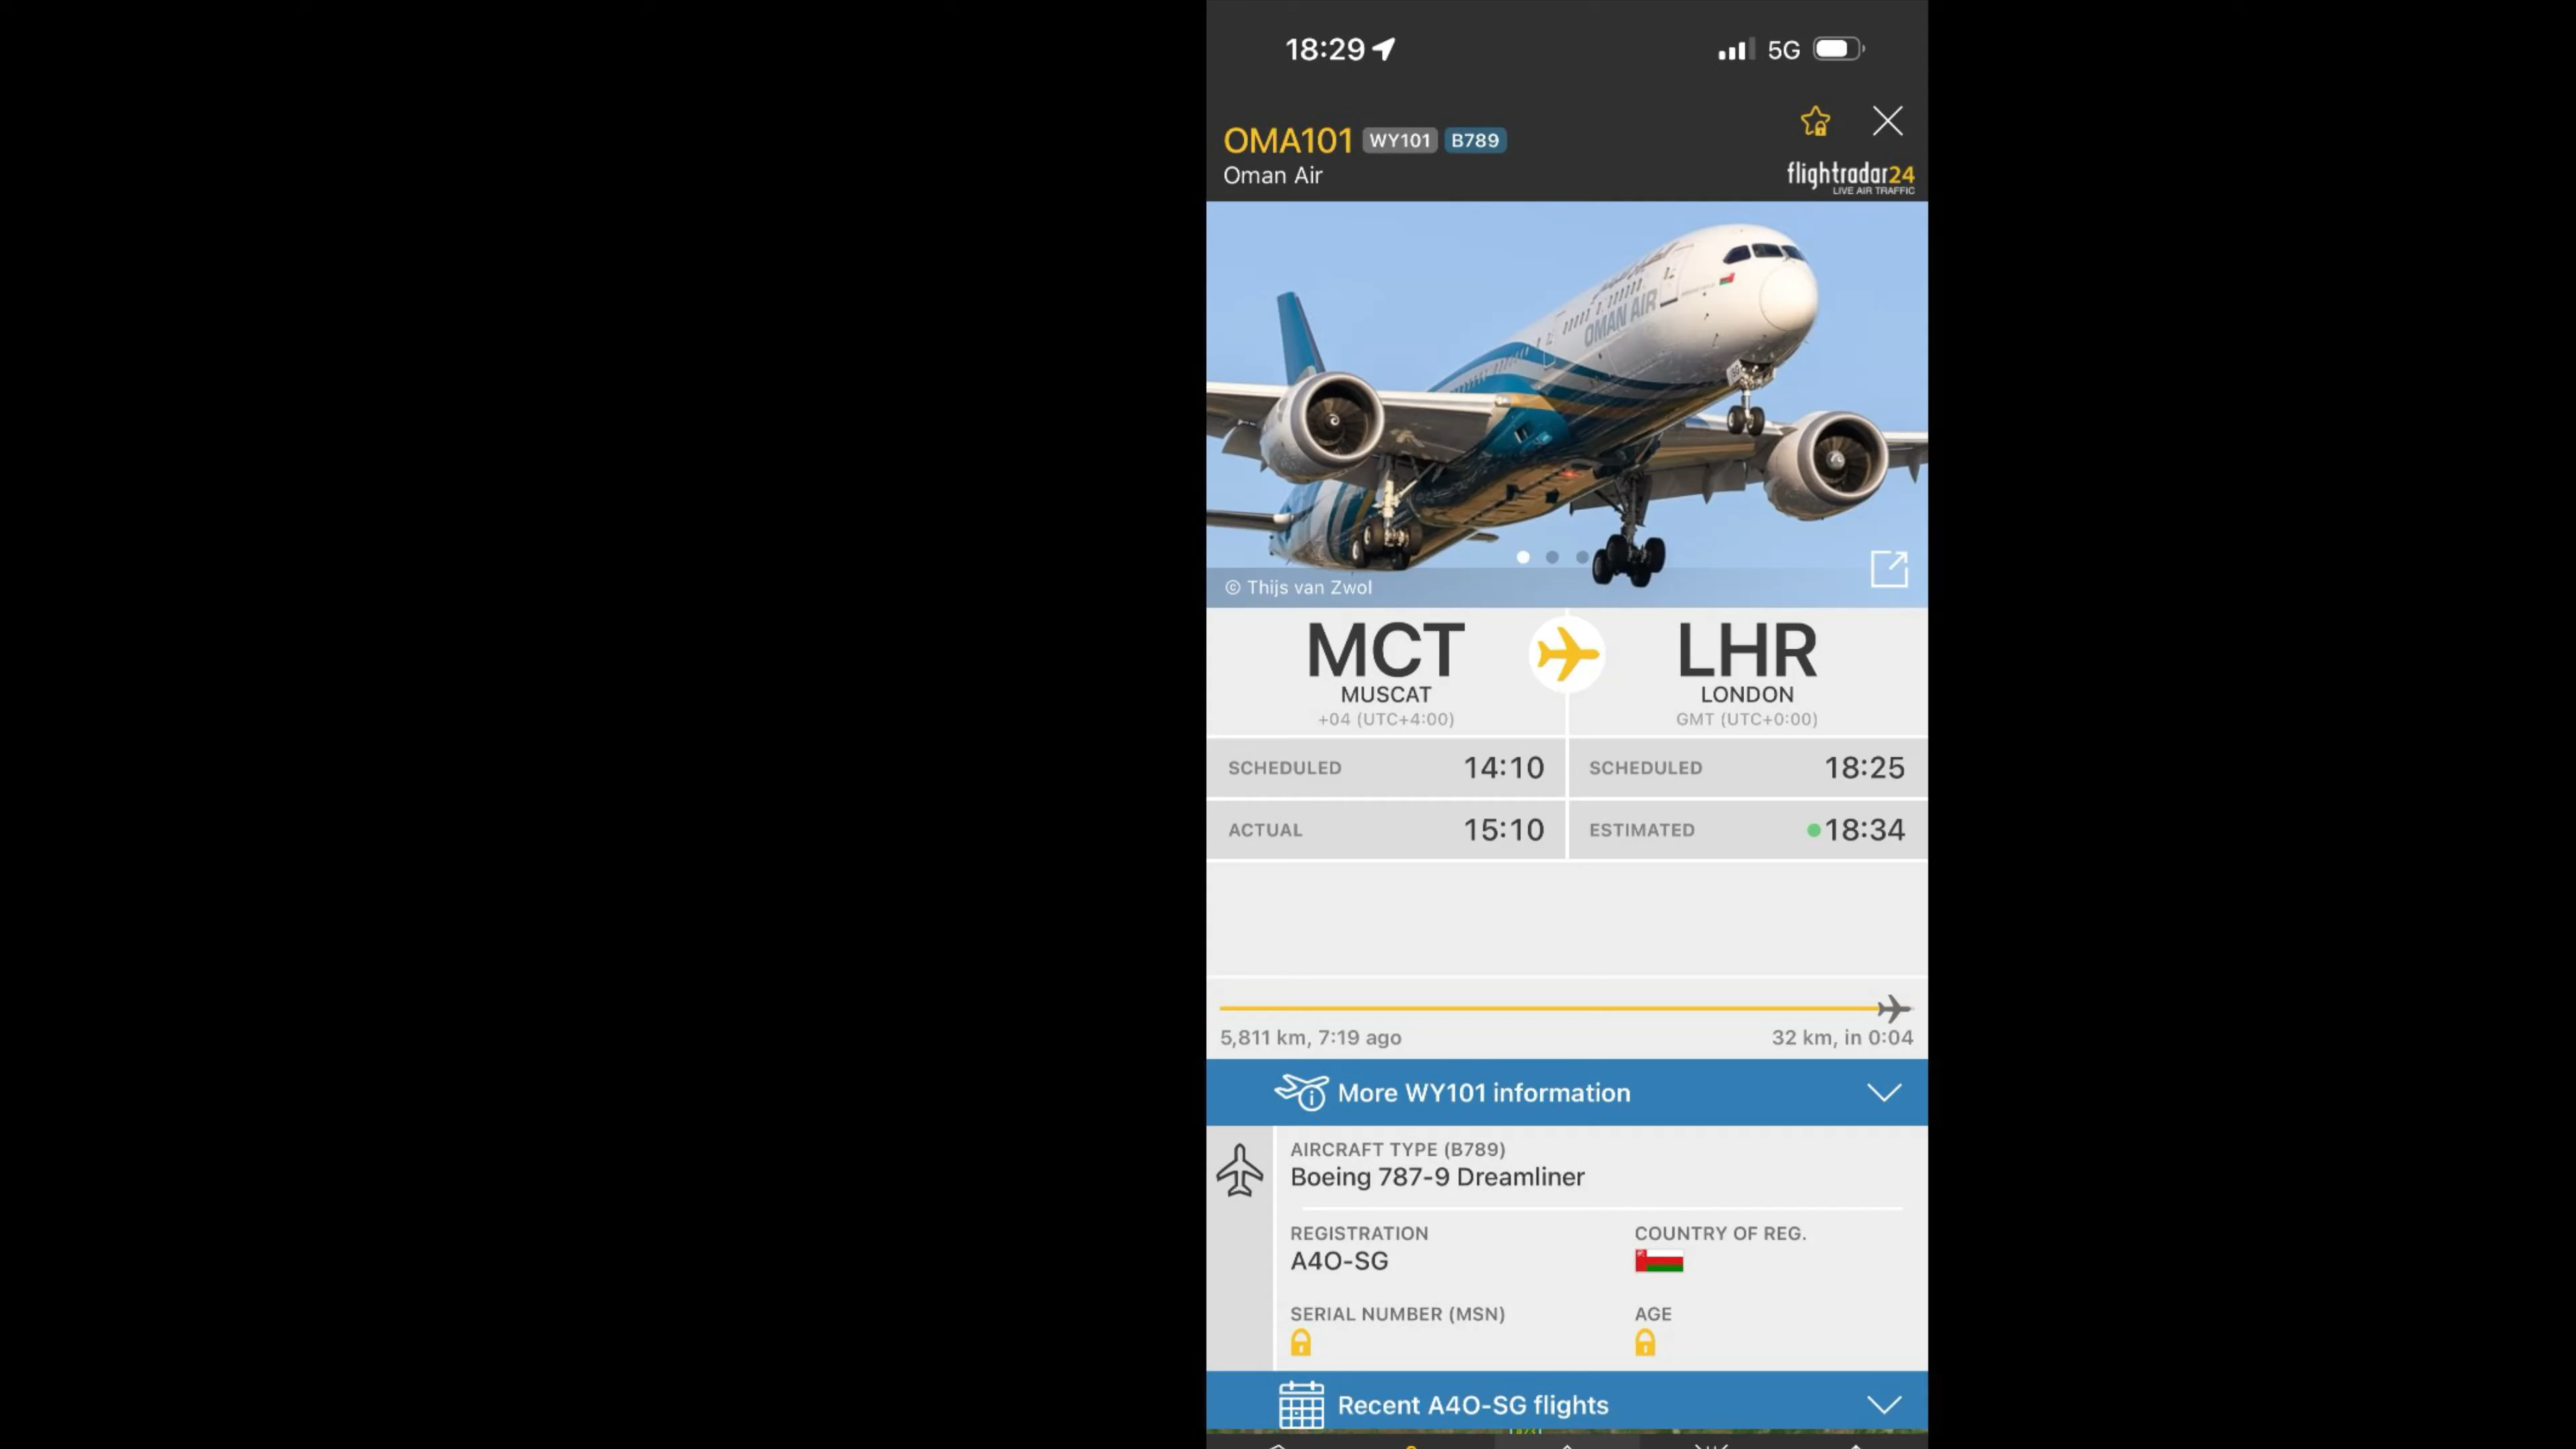 18:29 5G
OMA101 WY101 B789
Oman Air
flightradar24
LIVE AIR TRAFFIC
OMAN AIR
© Thijs van Zwol
MCT LHR
MUSCAT LONDON
+04 (UTC+4:00) GMT (UTC+0:00)
SCHEDULED 14:10 SCHEDULED 18:25
ACTUAL 15:10 ESTIMATED 18:34
5,811 km, 7:19 ago 32 km, in 0:04
More WY101 information
AIRCRAFT TYPE (B789)
Boeing 787-9 Dreamliner
REGISTRATION COUNTRY OF REG.
A4O-SG
SERIAL NUMBER (MSN) AGE
Recent A4O-SG flights